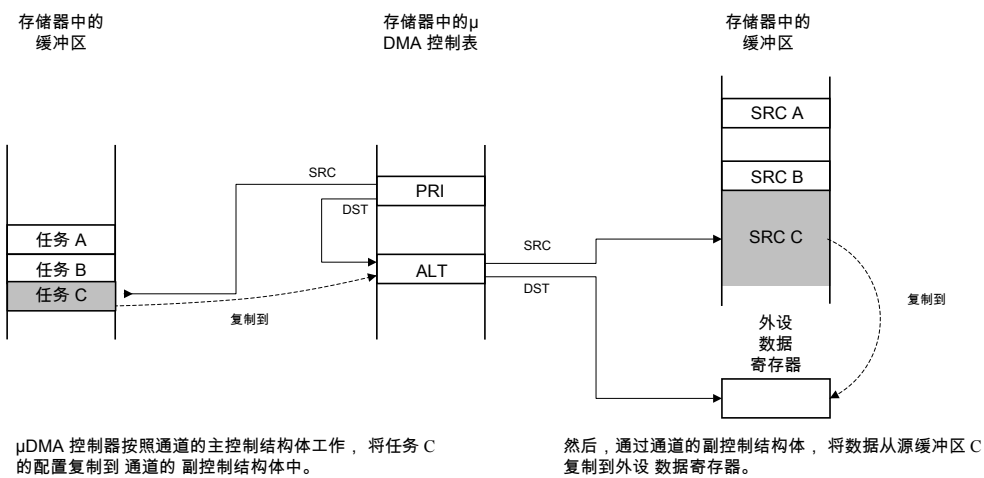 存储器中的
缓冲区
存储器中的μ
DMA 控制表
存储器中的
缓冲区
SRC A
SRC B
SRC C
SRC
PRI
DST
任务 A
任务 B
任务 C
ALT
SRC
DST
复制到
复制到
外设
数据
寄存器
μDMA 控制器按照通道的主控制结构体工作， 将任务 C
的配置复制到 通道的 副控制结构体中。
然后，通过通道的副控制结构体， 将数据从源缓冲区 C
复制到外设 数据寄存器。